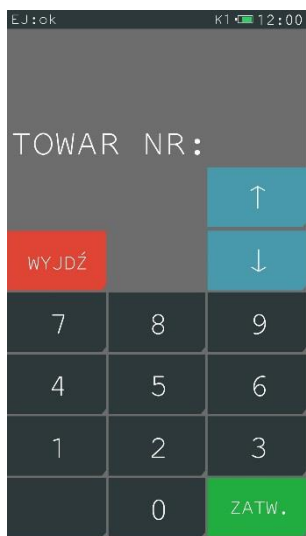 EJ:ok K1 12:00
TOWAR NR:
↑
WYJDŹ ↓
7 8 9
4 5 6
1 2 3
0 ZATW.